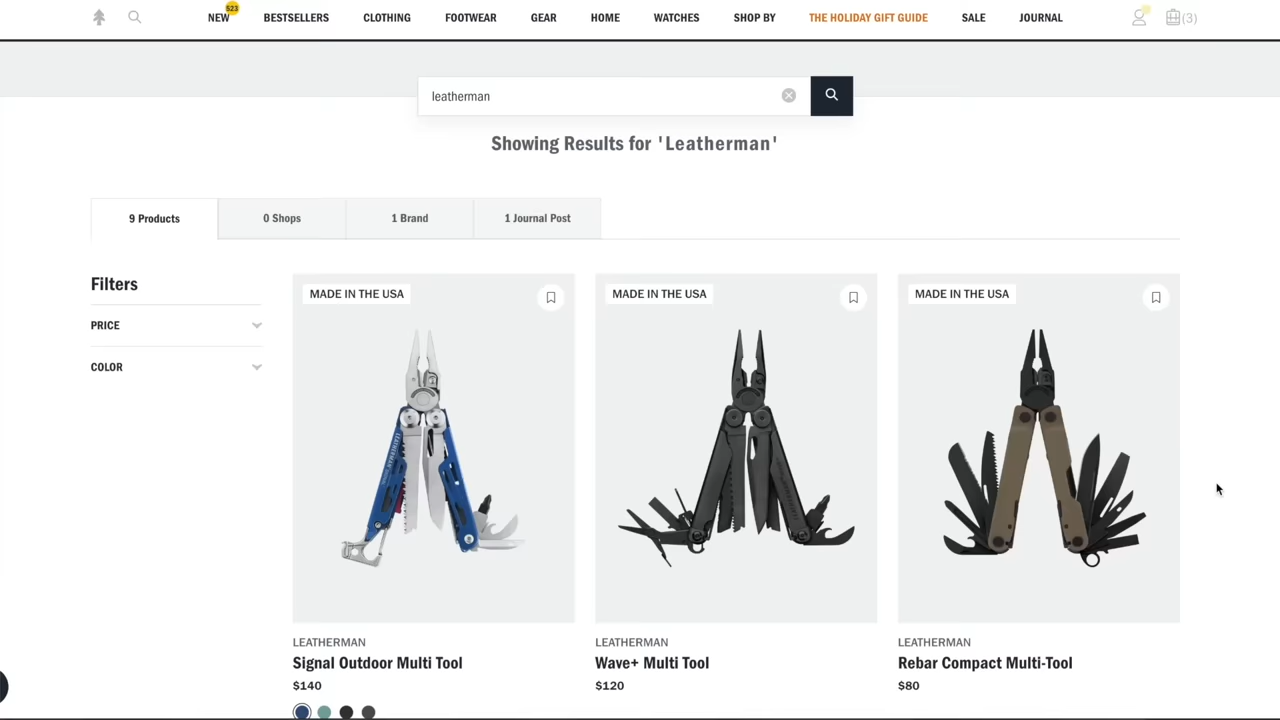 523
NEW BESTSELLERS CLOTHING FOOTWEAR GEAR HOME WATCHES SHOP BY THE HOLIDAY GIFT GUIDE SALE JOURNAL (3)
leatherman
Showing Results for 'Leatherman'
9 Products 0 Shops 1 Brand 1 Journal Post
Filters
PRICE
COLOR
MADE IN THE USA MADE IN THE USA MADE IN THE USA
LEATHERMAN LEATHERMAN LEATHERMAN
Signal Outdoor Multi Tool Wave+ Multi Tool Rebar Compact Multi-Tool
$140 $120 $80